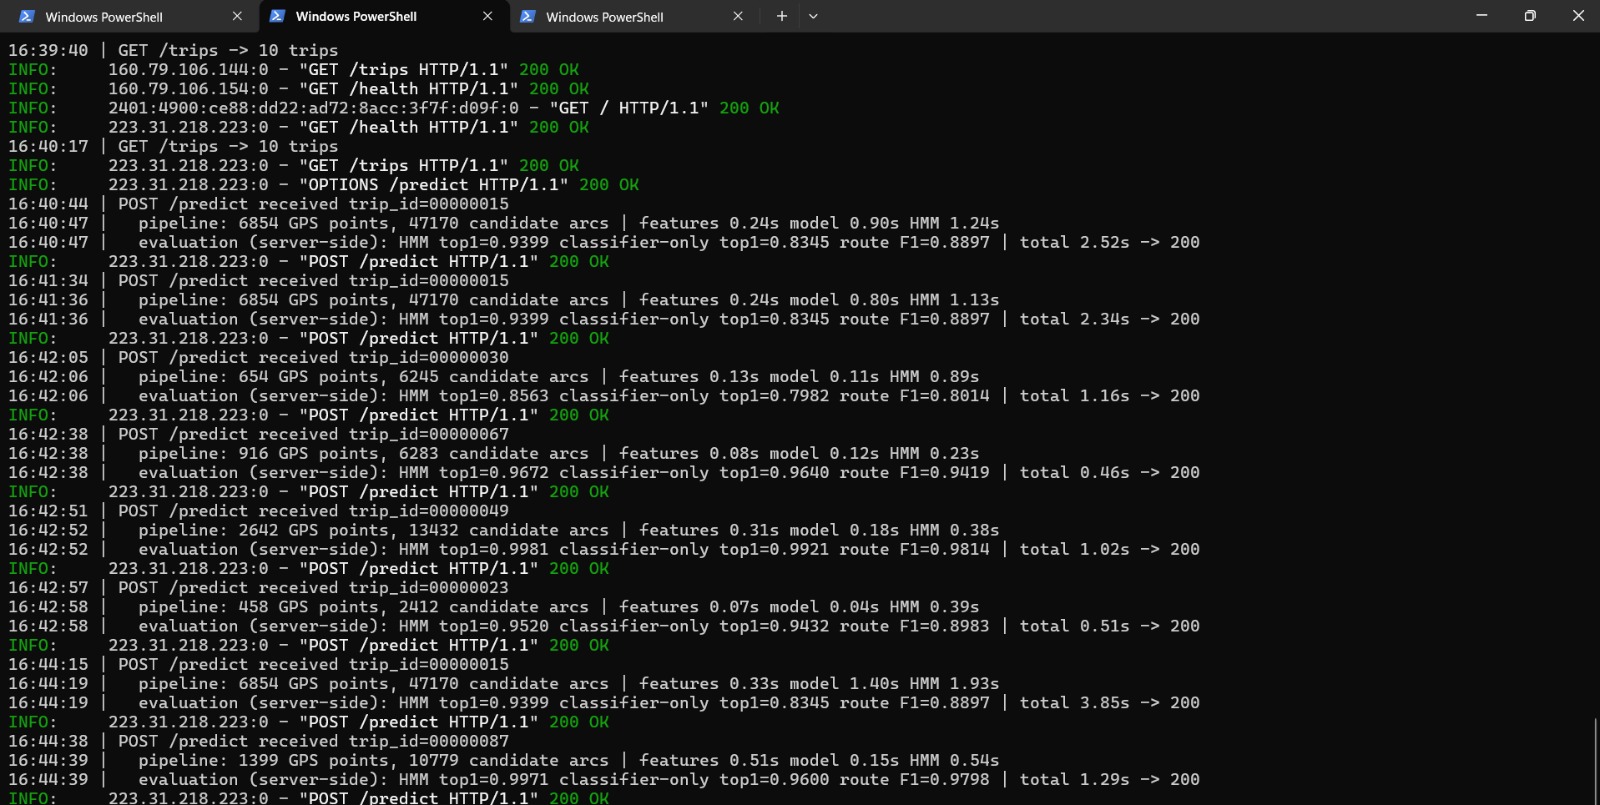 Windows PowerShell
Windows PowerShell
Windows PowerShell
16:39:40 | GET /trips -> 10 trips
INFO:     160.79.106.144:0 - "GET /trips HTTP/1.1" 200 OK
INFO:     160.79.106.154:0 - "GET /health HTTP/1.1" 200 OK
INFO:     2401:4900:ce88:dd22:ad72:8acc:3f7f:d09f:0 - "GET / HTTP/1.1" 200 OK
INFO:     223.31.218.223:0 - "GET /health HTTP/1.1" 200 OK
16:40:17 | GET /trips -> 10 trips
INFO:     223.31.218.223:0 - "GET /trips HTTP/1.1" 200 OK
INFO:     223.31.218.223:0 - "OPTIONS /predict HTTP/1.1" 200 OK
16:40:44 | POST /predict received trip_id=00000015
16:40:47 |   pipeline: 6854 GPS points, 47170 candidate arcs | features 0.24s model 0.90s HMM 1.24s
16:40:47 |   evaluation (server-side): HMM top1=0.9399 classifier-only top1=0.8345 route F1=0.8897 | total 2.52s -> 200
INFO:     223.31.218.223:0 - "POST /predict HTTP/1.1" 200 OK
16:41:34 | POST /predict received trip_id=00000015
16:41:36 |   pipeline: 6854 GPS points, 47170 candidate arcs | features 0.24s model 0.80s HMM 1.13s
16:41:36 |   evaluation (server-side): HMM top1=0.9399 classifier-only top1=0.8345 route F1=0.8897 | total 2.34s -> 200
INFO:     223.31.218.223:0 - "POST /predict HTTP/1.1" 200 OK
16:42:05 | POST /predict received trip_id=00000030
16:42:06 |   pipeline: 654 GPS points, 6245 candidate arcs | features 0.13s model 0.11s HMM 0.89s
16:42:06 |   evaluation (server-side): HMM top1=0.8563 classifier-only top1=0.7982 route F1=0.8014 | total 1.16s -> 200
INFO:     223.31.218.223:0 - "POST /predict HTTP/1.1" 200 OK
16:42:38 | POST /predict received trip_id=00000067
16:42:38 |   pipeline: 916 GPS points, 6283 candidate arcs | features 0.08s model 0.12s HMM 0.23s
16:42:38 |   evaluation (server-side): HMM top1=0.9672 classifier-only top1=0.9640 route F1=0.9419 | total 0.46s -> 200
INFO:     223.31.218.223:0 - "POST /predict HTTP/1.1" 200 OK
16:42:51 | POST /predict received trip_id=00000049
16:42:52 |   pipeline: 2642 GPS points, 13432 candidate arcs | features 0.31s model 0.18s HMM 0.38s
16:42:52 |   evaluation (server-side): HMM top1=0.9981 classifier-only top1=0.9921 route F1=0.9814 | total 1.02s -> 200
INFO:     223.31.218.223:0 - "POST /predict HTTP/1.1" 200 OK
16:42:57 | POST /predict received trip_id=00000023
16:42:58 |   pipeline: 458 GPS points, 2412 candidate arcs | features 0.07s model 0.04s HMM 0.39s
16:42:58 |   evaluation (server-side): HMM top1=0.9520 classifier-only top1=0.9432 route F1=0.8983 | total 0.51s -> 200
INFO:     223.31.218.223:0 - "POST /predict HTTP/1.1" 200 OK
16:44:15 | POST /predict received trip_id=00000015
16:44:19 |   pipeline: 6854 GPS points, 47170 candidate arcs | features 0.33s model 1.40s HMM 1.93s
16:44:19 |   evaluation (server-side): HMM top1=0.9399 classifier-only top1=0.8345 route F1=0.8897 | total 3.85s -> 200
INFO:     223.31.218.223:0 - "POST /predict HTTP/1.1" 200 OK
16:44:38 | POST /predict received trip_id=00000087
16:44:39 |   pipeline: 1399 GPS points, 10779 candidate arcs | features 0.51s model 0.15s HMM 0.54s
16:44:39 |   evaluation (server-side): HMM top1=0.9971 classifier-only top1=0.9600 route F1=0.9798 | total 1.29s -> 200
INFO:     223.31.218.223:0 - "POST /predict HTTP/1.1" 200 OK